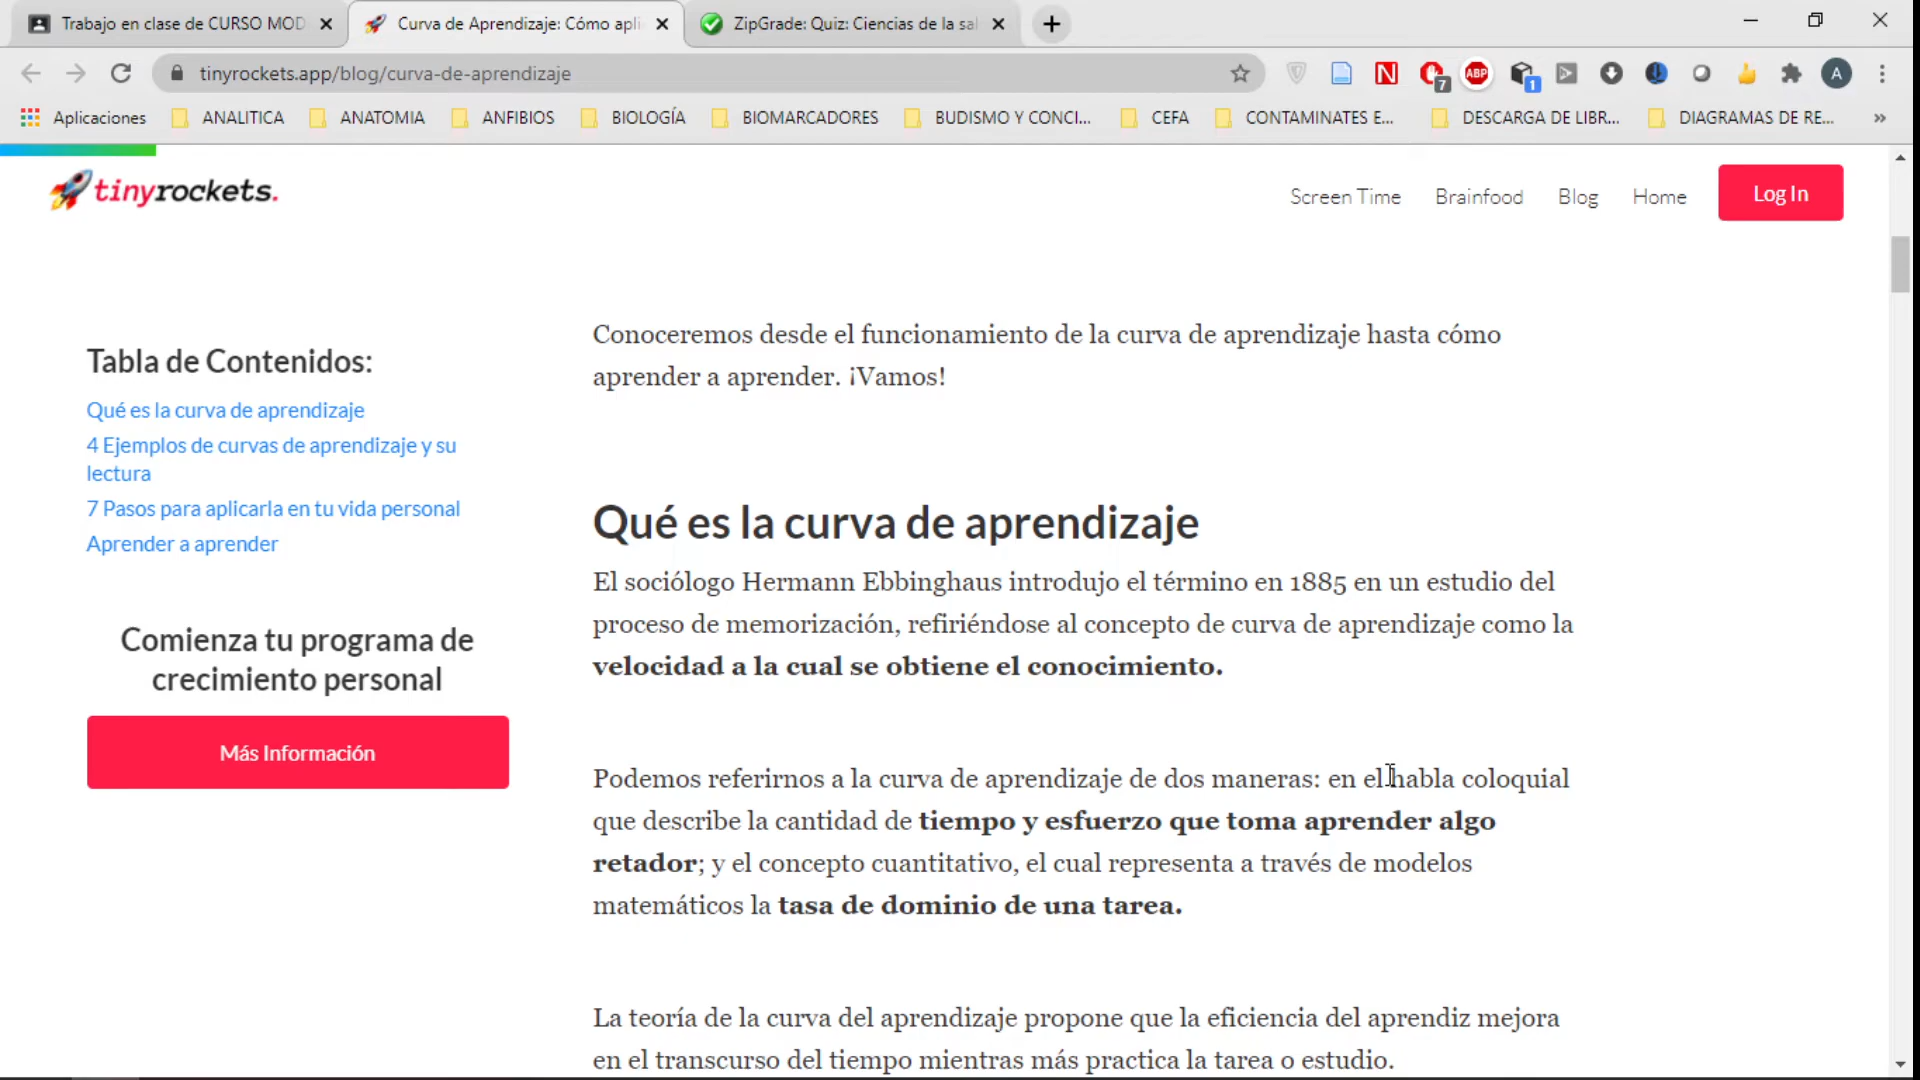 Trabajo en clase de CURSO MOD
Curva de Aprendizaje: Cómo apli
ZipGrade: Quiz: Ciencias de la sal
tinyrockets.app/blog/curva-de-aprendizaje
N
7
ABP
1
A
Aplicaciones
ANALITICA
ANATOMIA
ANFIBIOS
BIOLOGÍA
BIOMARCADORES
BUDISMO Y CONCI...
CEFA
CONTAMINATES E...
DESCARGA DE LIBR...
DIAGRAMAS DE RE...
»
tinyrockets.
Screen Time
Brainfood
Blog
Home
Log In
Tabla de Contenidos:
Qué es la curva de aprendizaje
4 Ejemplos de curvas de aprendizaje y su
lectura
7 Pasos para aplicarla en tu vida personal
Aprender a aprender
Comienza tu programa de
crecimiento personal
Más Información
Conoceremos desde el funcionamiento de la curva de aprendizaje hasta cómo
aprender a aprender. ¡Vamos!
Qué es la curva de aprendizaje
El sociólogo Hermann Ebbinghaus introdujo el término en 1885 en un estudio del
proceso de memorización, refiriéndose al concepto de curva de aprendizaje como la
velocidad a la cual se obtiene el conocimiento.
Podemos referirnos a la curva de aprendizaje de dos maneras: en el habla coloquial
que describe la cantidad de tiempo y esfuerzo que toma aprender algo
retador; y el concepto cuantitativo, el cual representa a través de modelos
matemáticos la tasa de dominio de una tarea.
La teoría de la curva del aprendizaje propone que la eficiencia del aprendiz mejora
en el transcurso del tiempo mientras más practica la tarea o estudio.